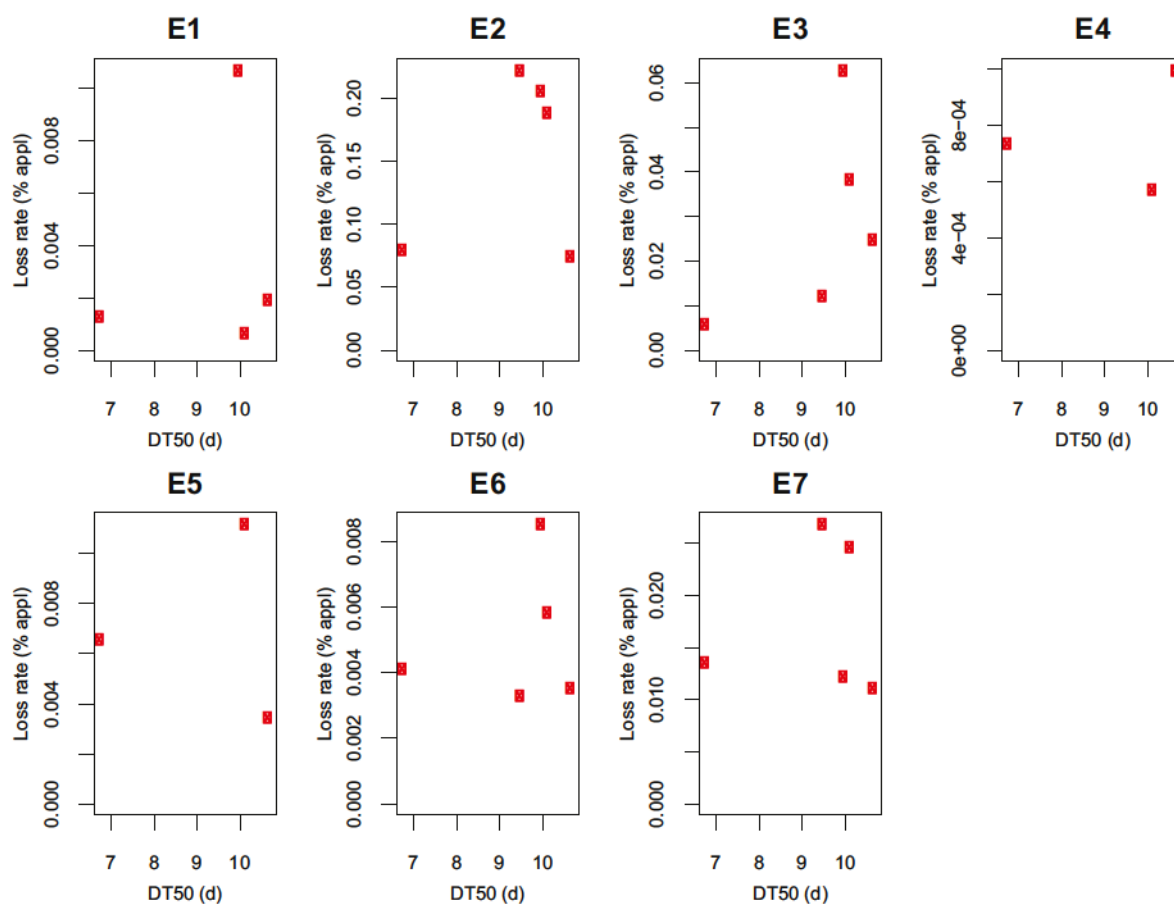 E1
E2
E3
E4
Loss rate (% appl)
0.000
0.004
0.008
7 8 9 10
DT50 (d)
Loss rate (% appl)
0.00
0.05
0.10
0.15
0.20
7 8 9 10
DT50 (d)
Loss rate (% appl)
0.00
0.02
0.04
0.06
7 8 9 10
DT50 (d)
Loss rate (% appl)
0e+00
4e−04
8e−04
7 8 9 10
DT50 (d)
E5
E6
E7
Loss rate (% appl)
0.000
0.004
0.008
7 8 9 10
DT50 (d)
Loss rate (% appl)
0.000
0.002
0.004
0.006
0.008
7 8 9 10
DT50 (d)
Loss rate (% appl)
0.000
0.010
0.020
7 8 9 10
DT50 (d)